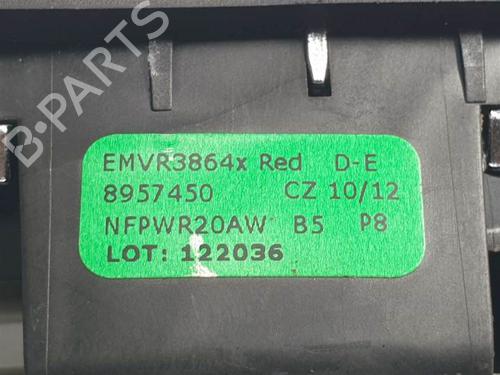 B-PARTS
EMVR3864x Red D-E
8957450 CZ 10/12
NFPWR20AW B5 P8
LOT: 122036